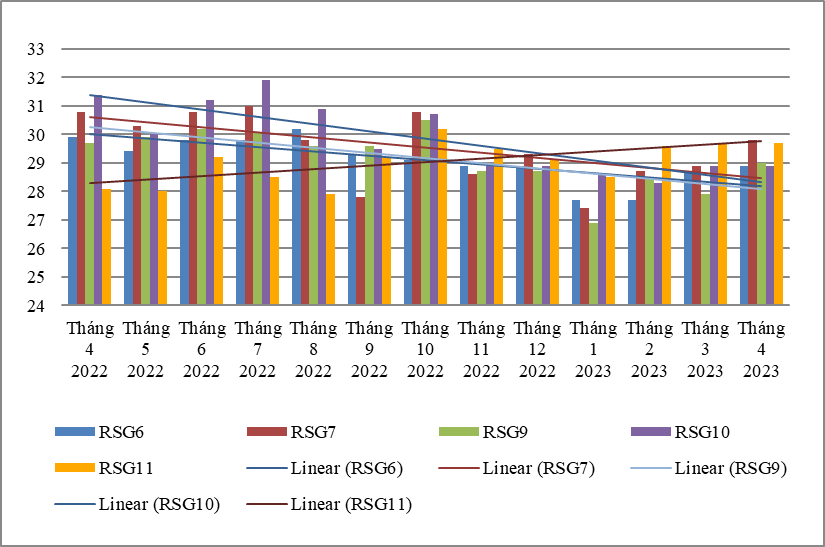 33
32
31
30
29
28
27
26
25
24
Tháng Tháng Tháng Tháng Tháng Tháng Tháng Tháng Tháng Tháng Tháng Tháng Tháng
4 5 6 7 8 9 10 11 12 1 2 3 4
2022 2022 2022 2022 2022 2022 2022 2022 2022 2023 2023 2023 2023
RSG6 RSG7 RSG9 RSG10
RSG11 Linear (RSG6) Linear (RSG7) Linear (RSG9)
Linear (RSG10) Linear (RSG11)